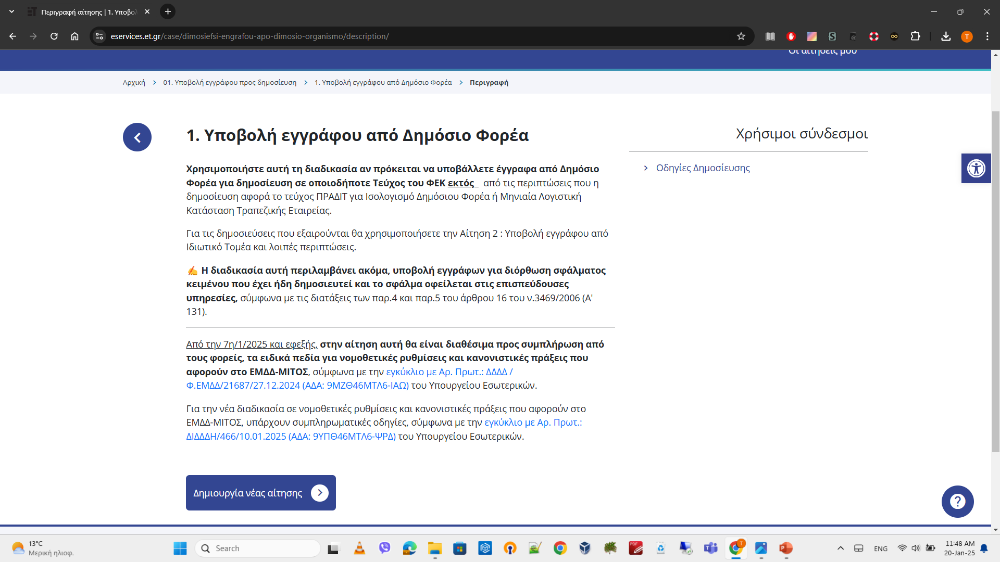 Περιγραφή αίτησης | 1. Υποβο
eservices.et.gr/case/dimosiefsi-engrafou-apo-dimosio-organismo/description/
T
Οι αιτήσεις μου
Αρχική > 01. Υποβολή εγγράφου προς δημοσίευση > 1. Υποβολή εγγράφου από Δημόσιο Φορέα > Περιγραφή
1. Υποβολή εγγράφου από Δημόσιο Φορέα
Χρησιμοποιήστε αυτή τη διαδικασία αν πρόκειται να υποβάλλετε έγγραφα από Δημόσιο
Φορέα για δημοσίευση σε οποιοδήποτε Τεύχος του ΦΕΚ εκτός από τις περιπτώσεις που η
δημοσίευση αφορά το τεύχος ΠΡΑΔΙΤ για Ισολογισμό Δημόσιου Φορέα ή Μηνιαία Λογιστική
Κατάσταση Τραπεζικής Εταιρείας.
Για τις δημοσιεύσεις που εξαιρούνται θα χρησιμοποιήσετε την Αίτηση 2 : Υποβολή εγγράφου από
Ιδιωτικό Τομέα και λοιπές περιπτώσεις.
✍ Η διαδικασία αυτή περιλαμβάνει ακόμα, υποβολή εγγράφων για διόρθωση σφάλματος
κειμένου που έχει ήδη δημοσιευτεί και το σφάλμα οφείλεται στις επισπεύδουσες
υπηρεσίες, σύμφωνα με τις διατάξεις των παρ.4 και παρ.5 του άρθρου 16 του ν.3469/2006 (Α'
131).
Από την 7η/1/2025 και εφεξής, στην αίτηση αυτή θα είναι διαθέσιμα προς συμπλήρωση από
τους φορείς, τα ειδικά πεδία για νομοθετικές ρυθμίσεις και κανονιστικές πράξεις που
αφορούν στο ΕΜΔΔ-ΜΙΤΟΣ, σύμφωνα με την εγκύκλιο με Αρ. Πρωτ.: ΔΔΔΔ /
Φ.ΕΜΔΔ/21687/27.12.2024 (ΑΔΑ: 9ΜΖΘ46ΜΤΛ6-ΙΑΩ) του Υπουργείου Εσωτερικών.
Για την νέα διαδικασία σε νομοθετικές ρυθμίσεις και κανονιστικές πράξεις που αφορούν στο
ΕΜΔΔ-ΜΙΤΟΣ, υπάρχουν συμπληρωματικές οδηγίες, σύμφωνα με την εγκύκλιο με Αρ. Πρωτ.:
ΔΙΔΔΔΗ/466/10.01.2025 (ΑΔΑ: 9ΥΠΘ46ΜΤΛ6-ΨΡΔ) του Υπουργείου Εσωτερικών.
Δημιουργία νέας αίτησης
Χρήσιμοι σύνδεσμοι
Οδηγίες Δημοσίευσης
13°C
Μερική ηλιοφ.
Search
ENG
11:48 AM
20-Jan-25